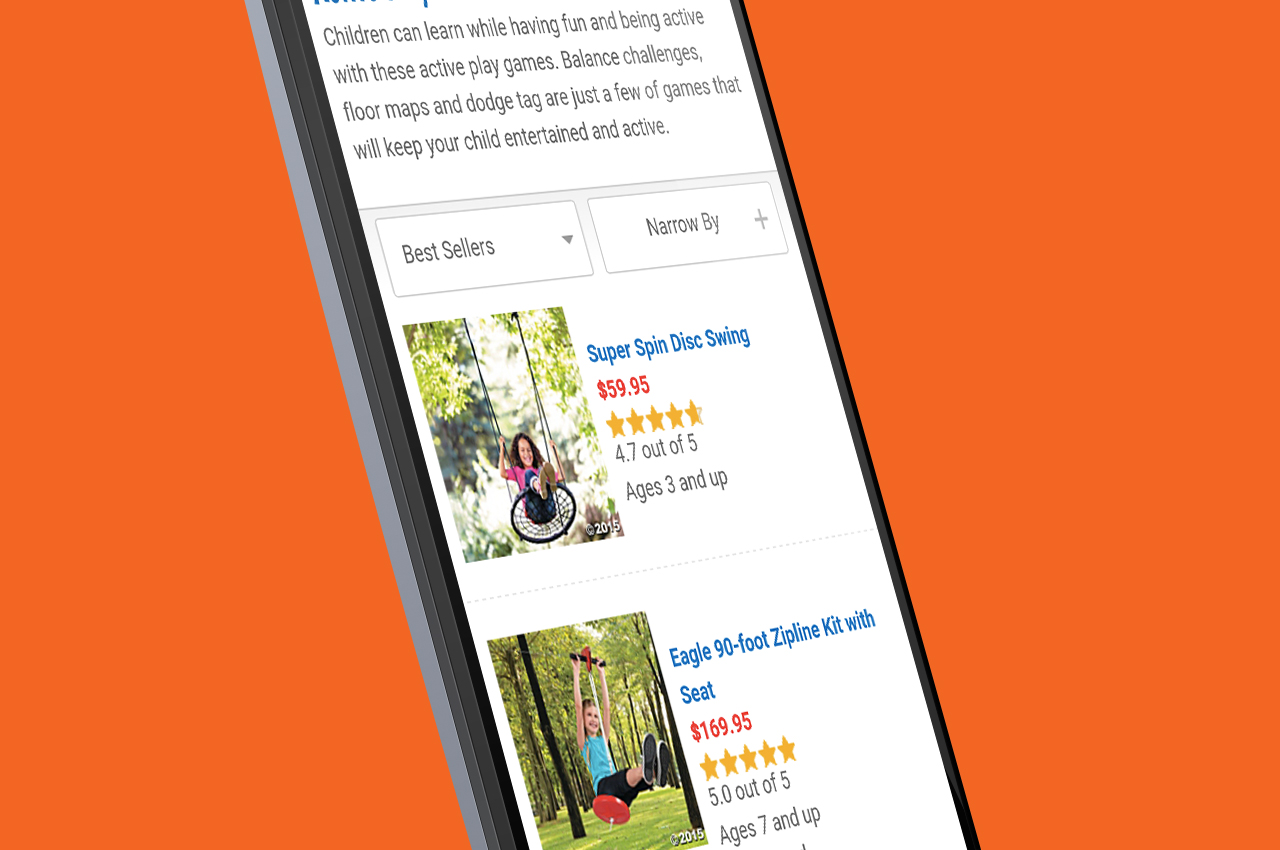 Children can learn while having fun and being active
with these active play games. Balance challenges,
floor maps and dodge tag are just a few of games that
will keep your child entertained and active.
Best Sellers
Narrow By
Super Spin Disc Swing
$59.95
4.7 out of 5
Ages 3 and up
©2015
Eagle 90-foot Zipline Kit with
Seat
$169.95
5.0 out of 5
Ages 7 and up
©2015